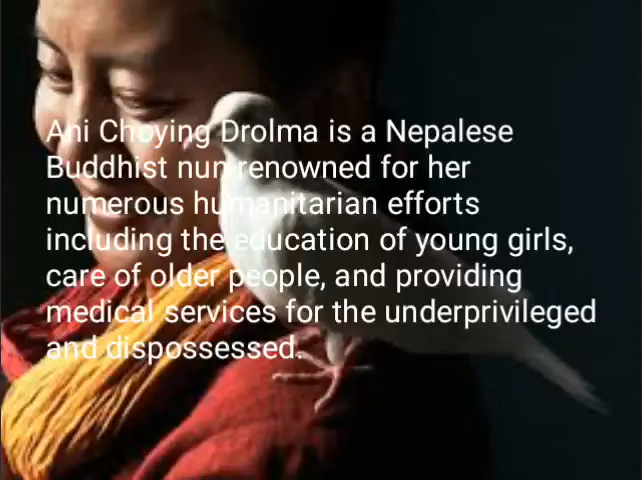 Ani Choying Drolma is a Nepalese
Buddhist nun renowned for her
numerous humanitarian efforts
including the education of young girls,
care of older people, and providing
medical services for the underprivileged
and dispossessed.